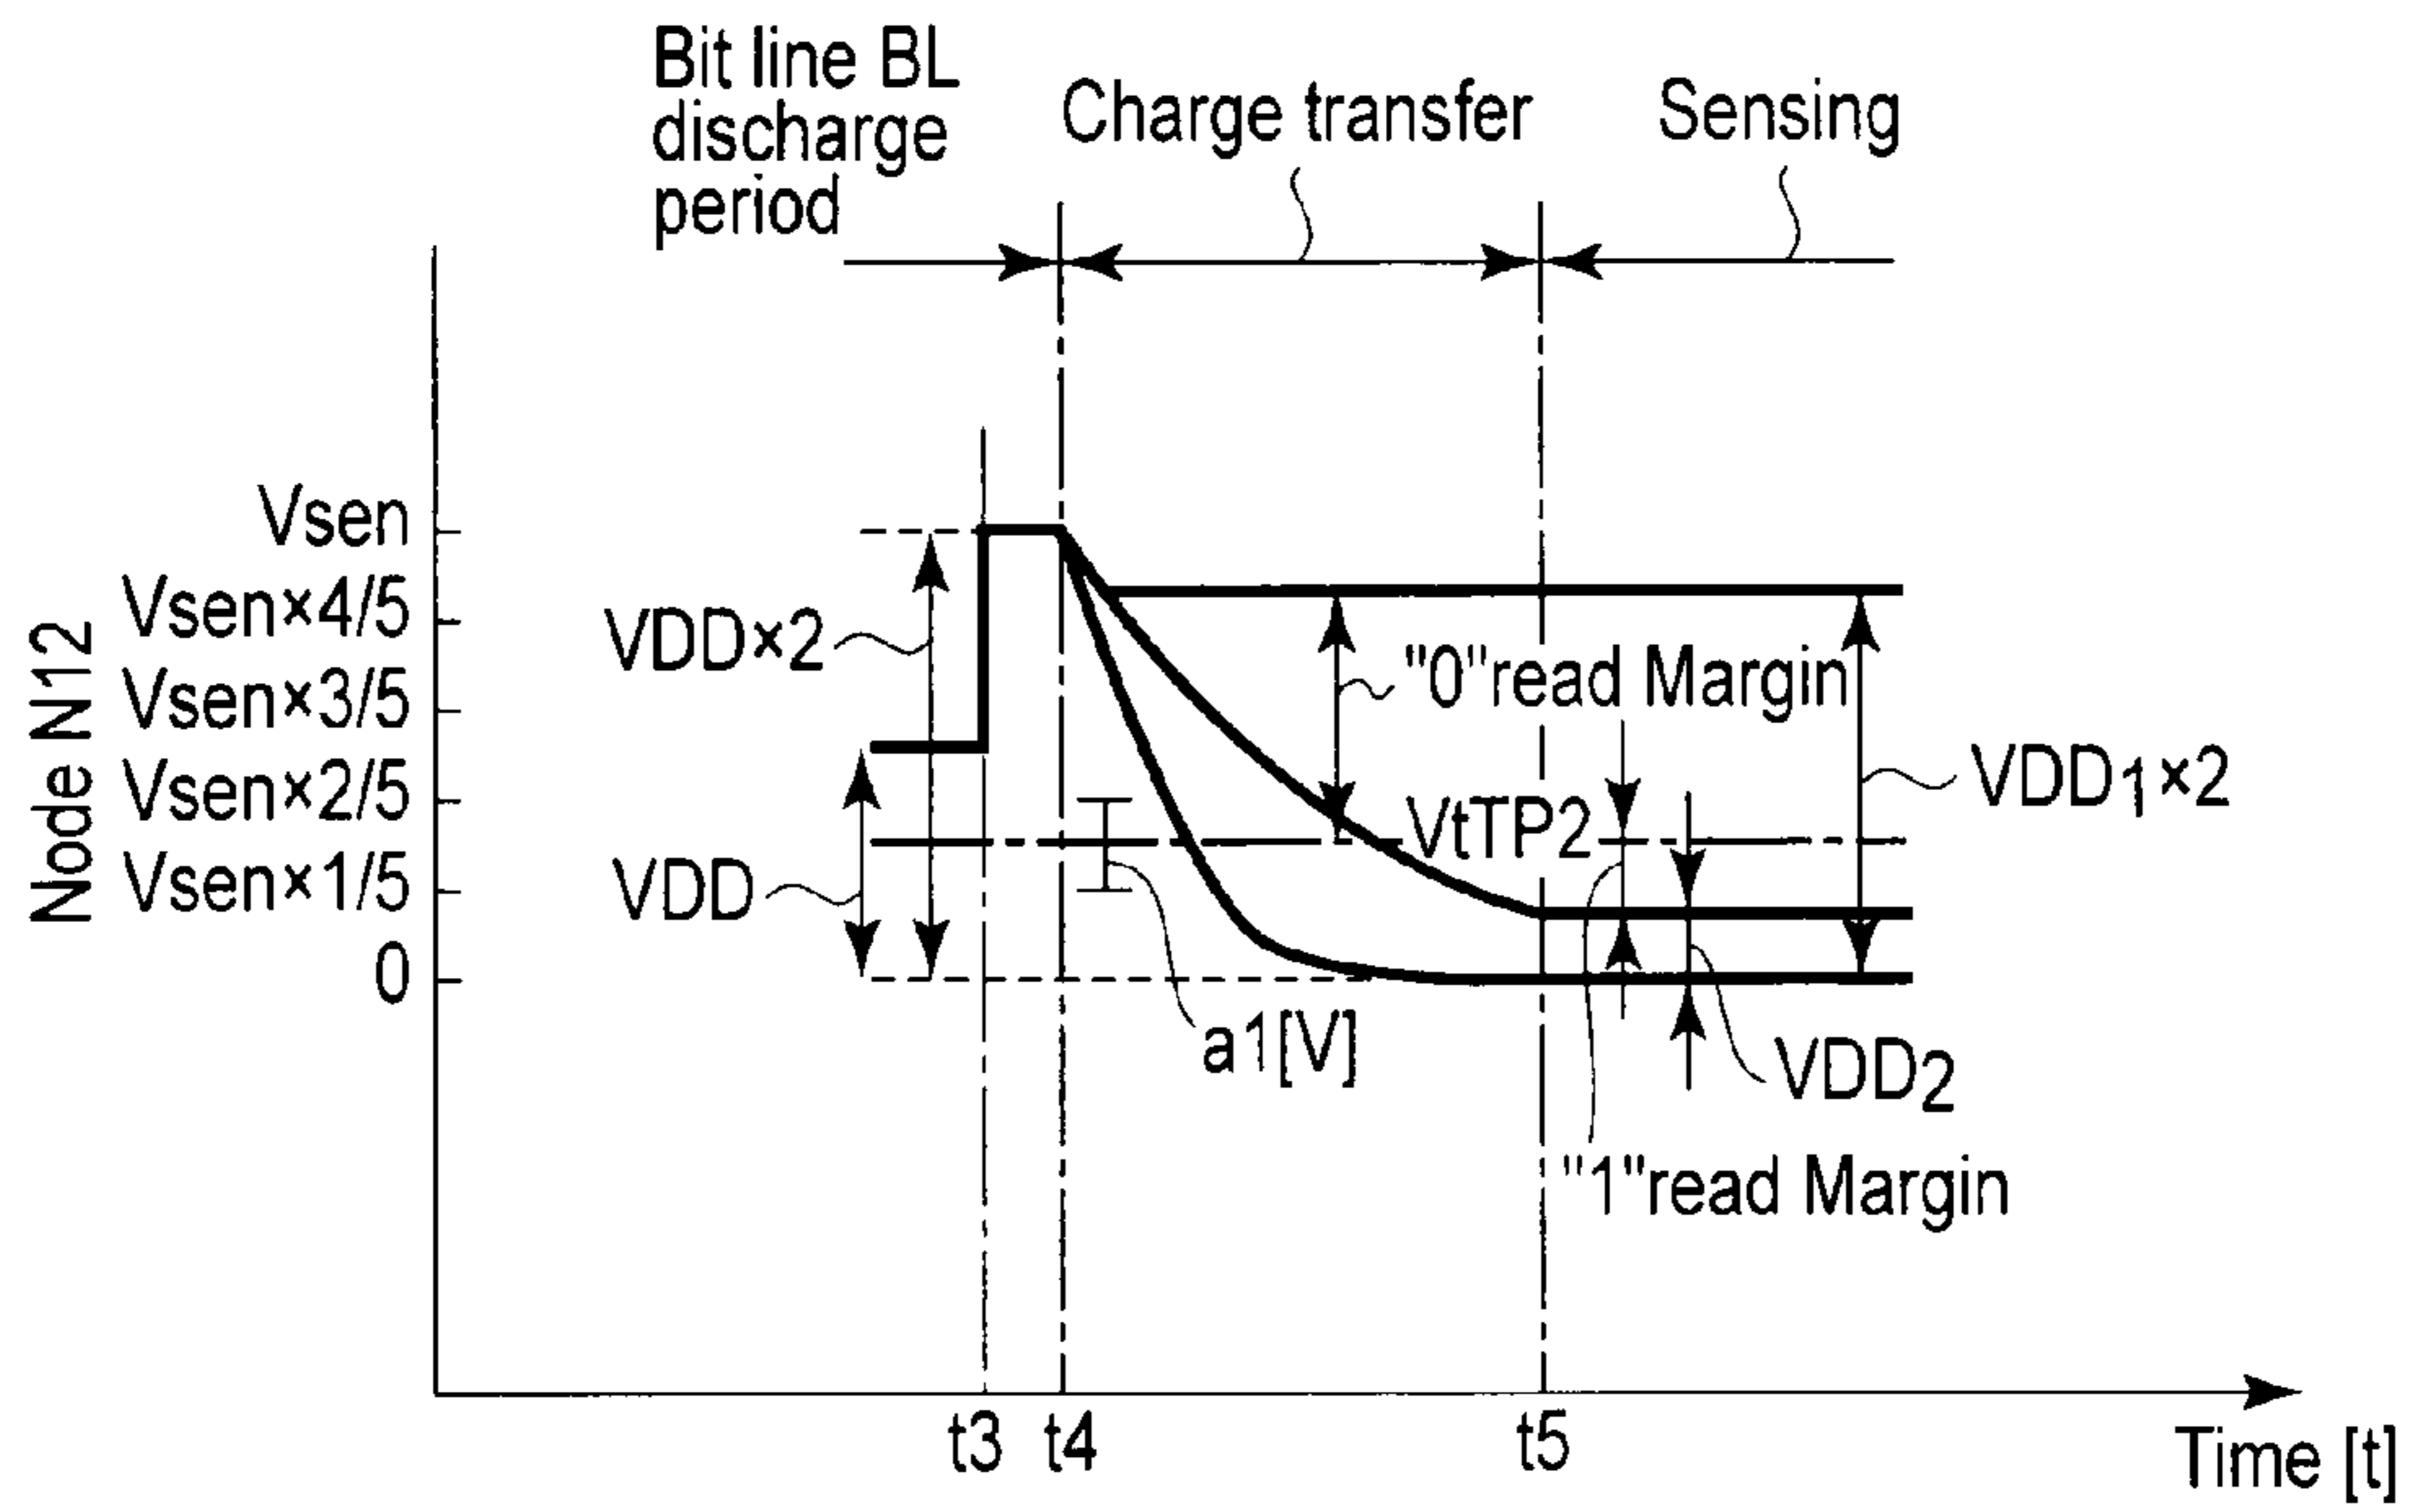 Bit line BL
discharge
period
Charge transfer
Sensing
Node N12
Vsen
Vsen×4/5
Vsen×3/5
Vsen×2/5
Vsen×1/5
0
VDD×2
VDD
"0"read Margin
VtTP2
VDD1×2
a1[V]
VDD2
"1"read Margin
t3
t4
t5
Time [t]